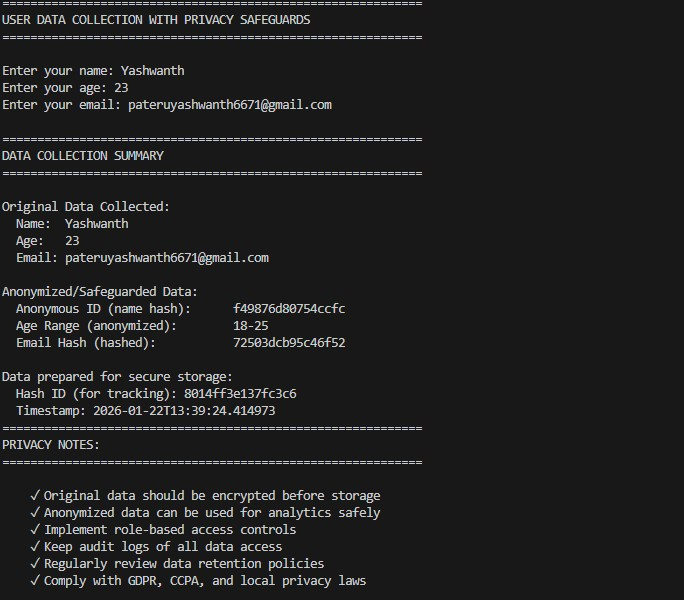 ============================================================
USER DATA COLLECTION WITH PRIVACY SAFEGUARDS
============================================================
Enter your name: Yashwanth
Enter your age: 23
Enter your email: pateruyashwanth6671@gmail.com
============================================================
DATA COLLECTION SUMMARY
============================================================
Original Data Collected:
Name: Yashwanth
Age: 23
Email: pateruyashwanth6671@gmail.com
Anonymized/Safeguarded Data:
Anonymous ID (name hash): f49876d80754ccfc
Age Range (anonymized): 18-25
Email Hash (hashed): 72503dcb95c46f52
Data prepared for secure storage:
Hash ID (for tracking): 8014ff3e137fc3c6
Timestamp: 2026-01-22T13:39:24.414973
============================================================
PRIVACY NOTES:
============================================================
✓ Original data should be encrypted before storage
✓ Anonymized data can be used for analytics safely
✓ Implement role-based access controls
✓ Keep audit logs of all data access
✓ Regularly review data retention policies
✓ Comply with GDPR, CCPA, and local privacy laws